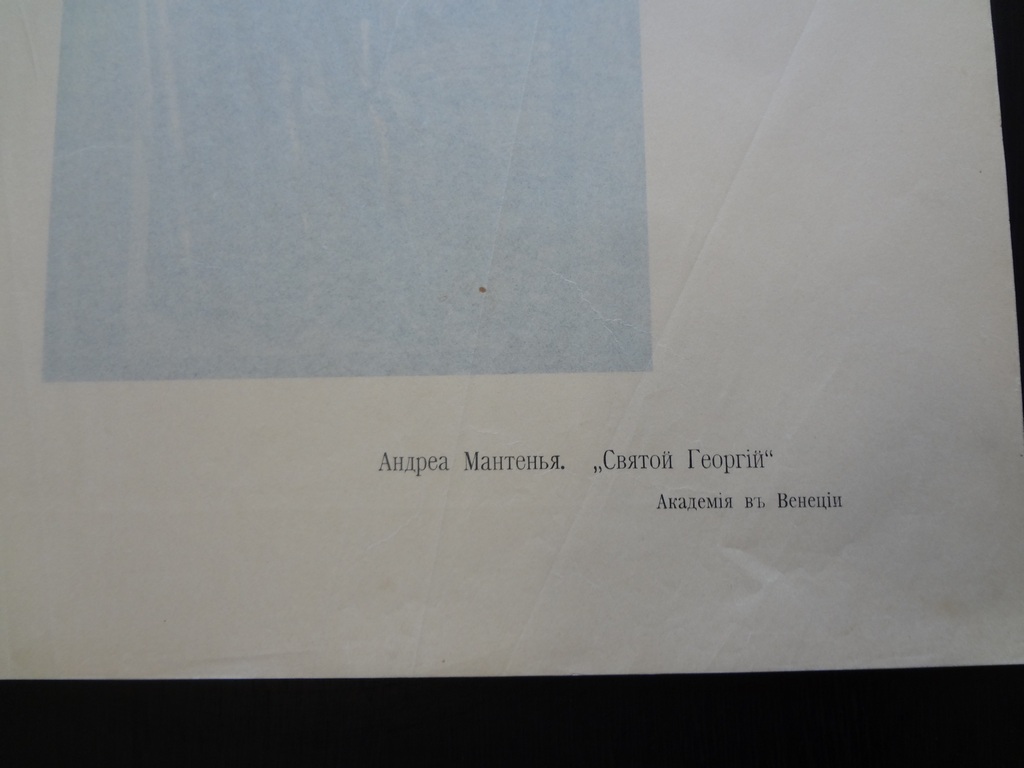 Андреа Мантенья. „Святой Георгій“
Академія въ Венеціи